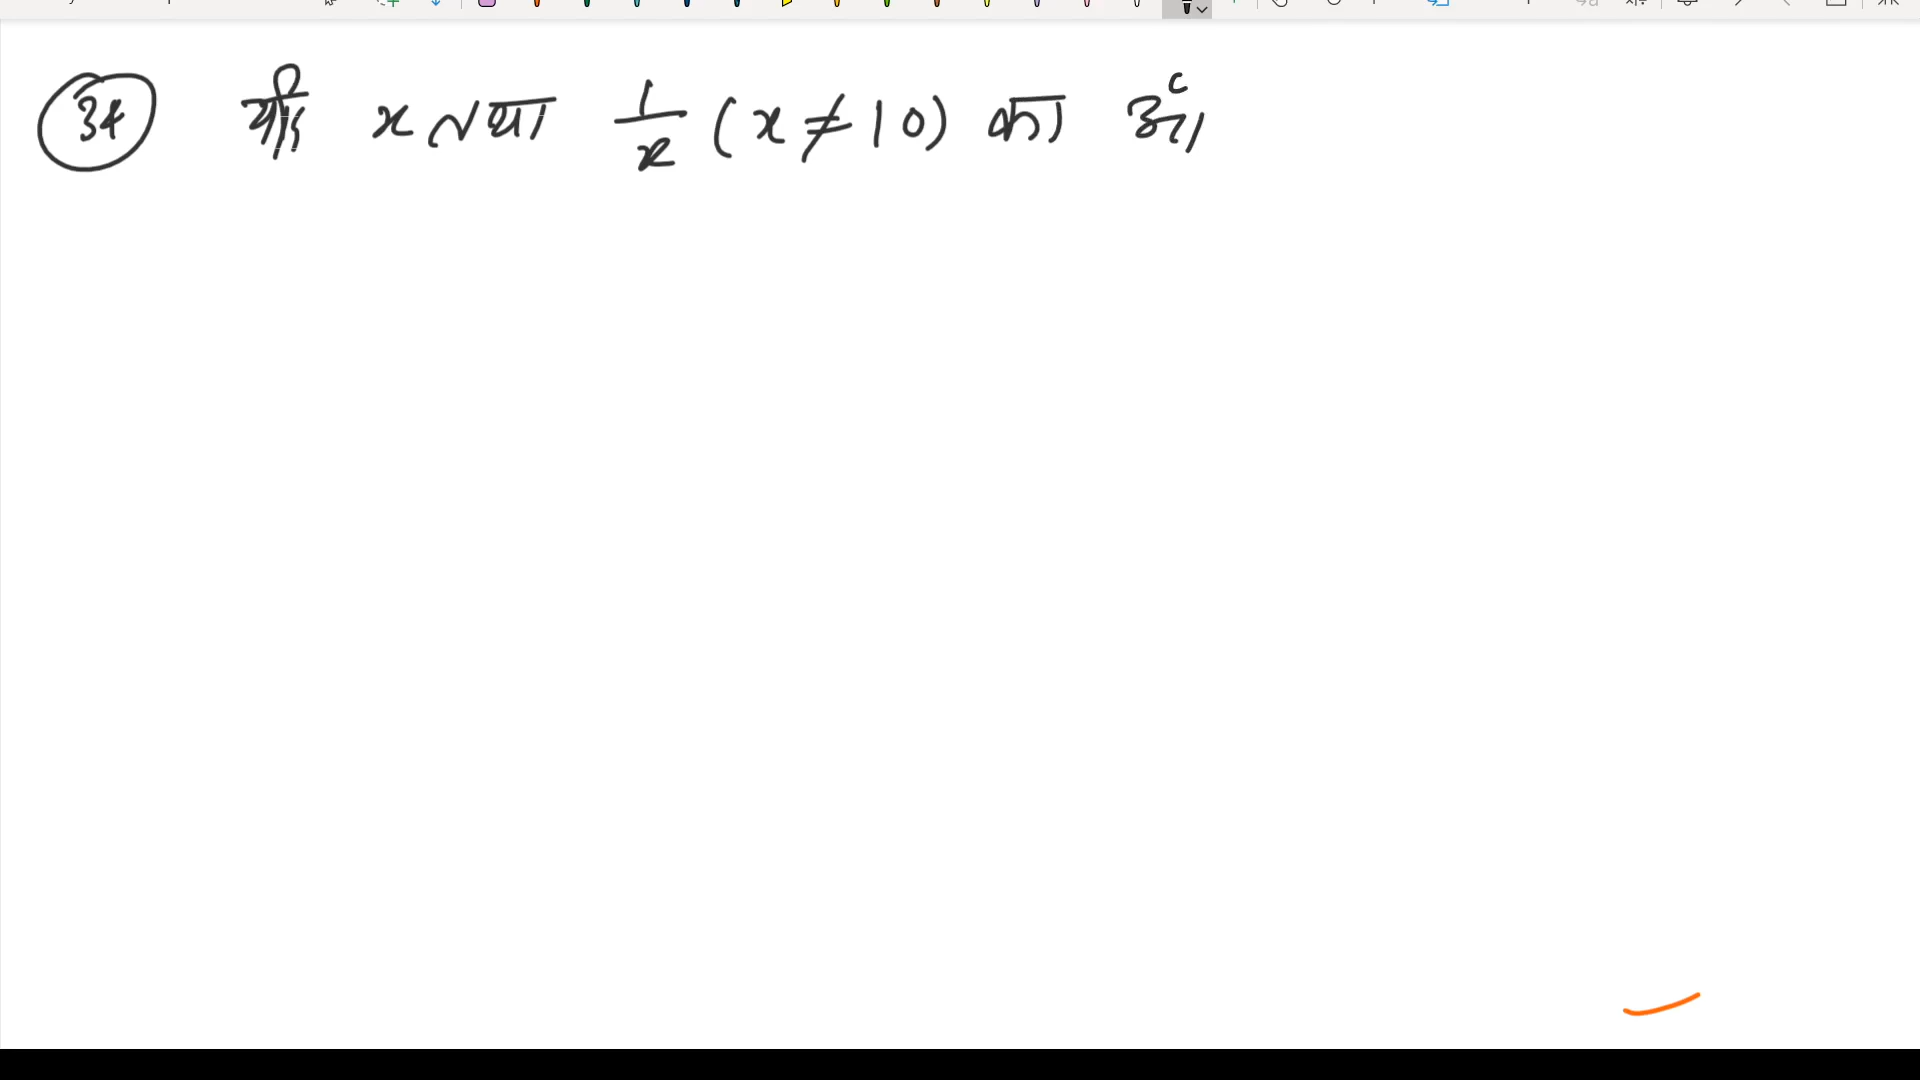 34 यदि x तथा 1/x (x ≠ 10) का